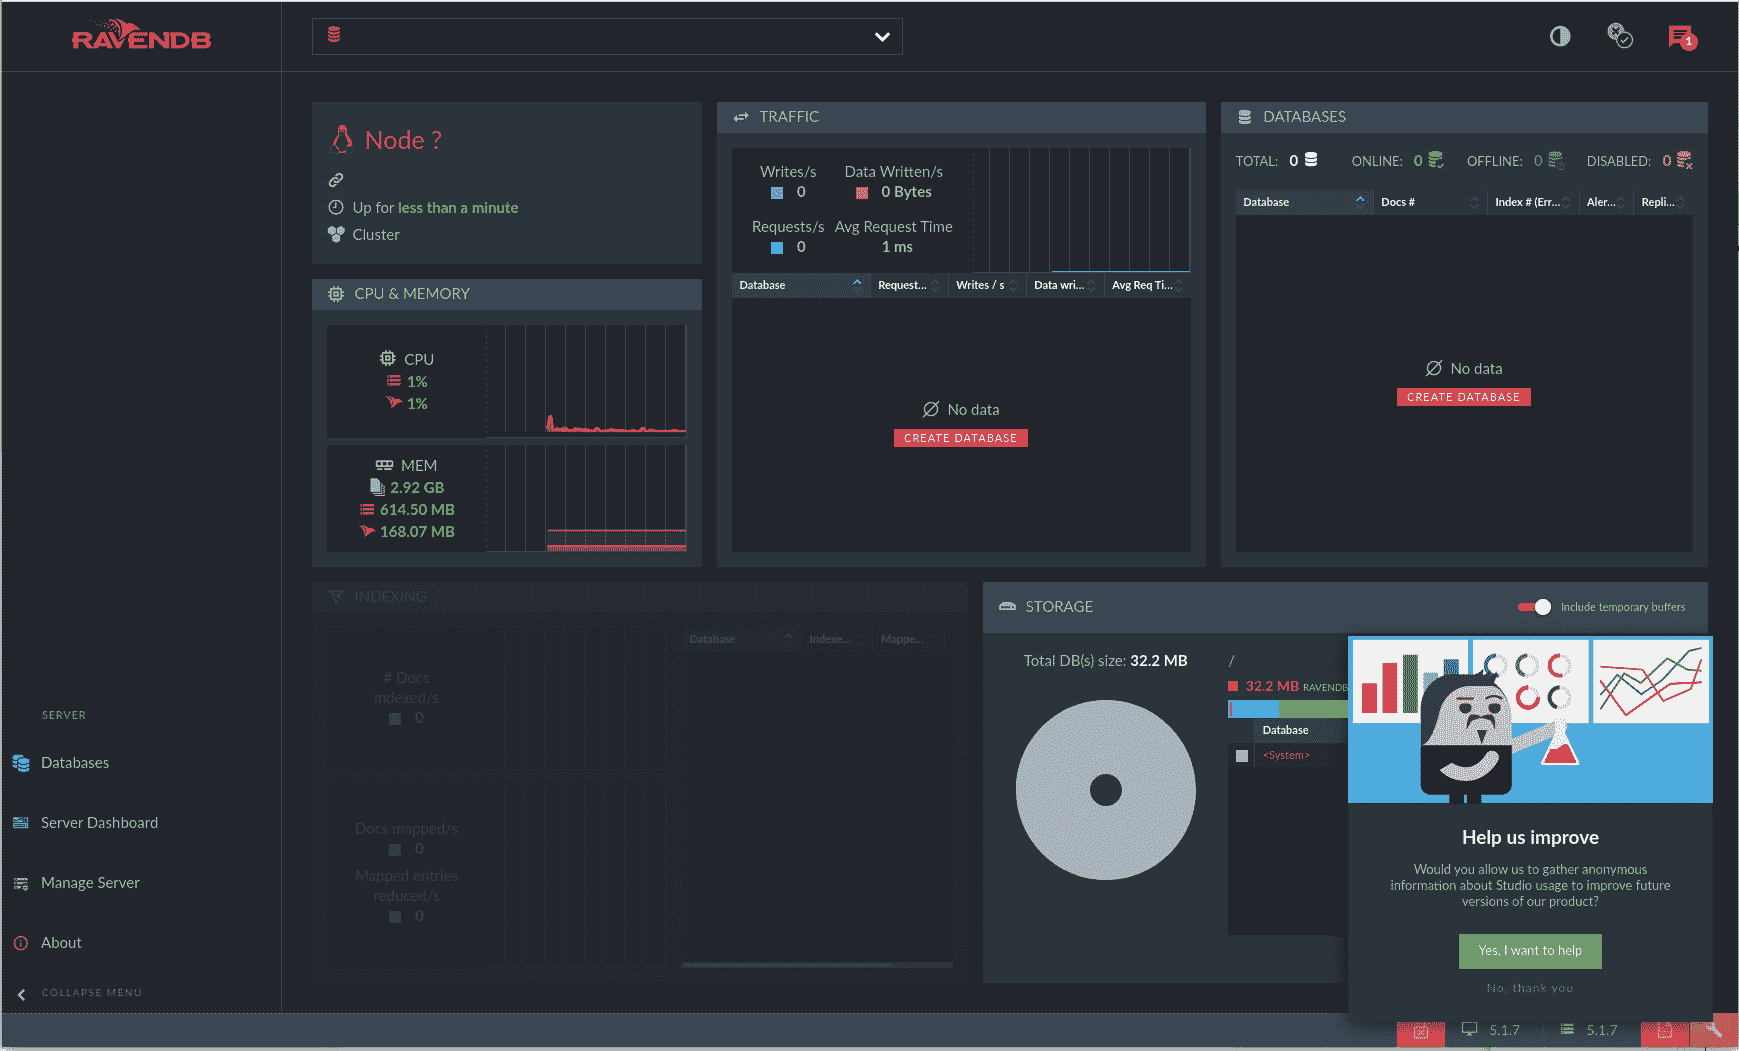 RAVENDB
1
Node ?
Up for less than a minute
Cluster
CPU & MEMORY
CPU
1%
1%
MEM
2.92 GB
614.50 MB
168.07 MB
TRAFFIC
Writes/s
0
Data Written/s
0 Bytes
Requests/s
0
Avg Request Time
1 ms
Database Request... Writes / s Data wri... Avg Req Ti...
No data
CREATE DATABASE
DATABASES
TOTAL: 0 ONLINE: 0 OFFLINE: 0 DISABLED: 0
Database Docs # Index # (Err... Aler... Repli...
No data
CREATE DATABASE
INDEXING
# Docs
Indexed/s
0
Docs mapped/s
0
Mapped entries
reduced/s
0
Database Indexe... Mappe...
STORAGE
Include temporary buffers
Total DB(s) size: 32.2 MB
/
32.2 MB RAVENDB
Database
<System>
Help us improve
Would you allow us to gather anonymous
information about Studio usage to improve future
versions of our product?
Yes, I want to help
No, thank you
SERVER
Databases
Server Dashboard
Manage Server
About
COLLAPSE MENU
5.1.7
5.1.7